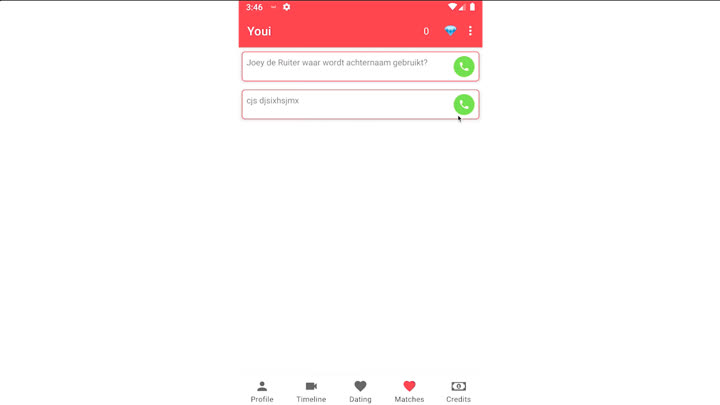 3:46
Youi
0
Joey de Ruiter waar wordt achternaam gebruikt?
cjs djsixhsjmx
Profile
Timeline
Dating
Matches
Credits